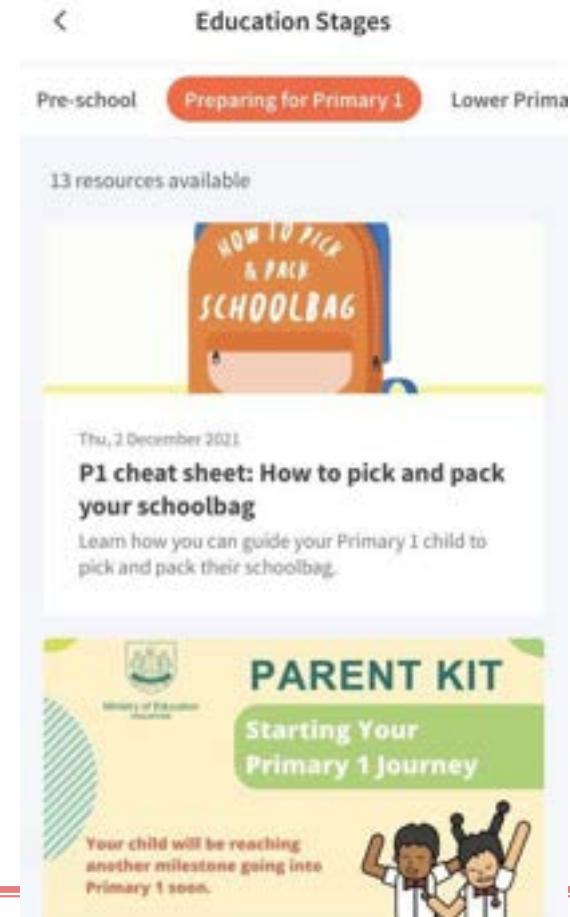 Education Stages
Pre-school Preparing for Primary 1 Lower Prima
13 resources available
HOW TO PICK
& PACK
SCHOOLBAG
Thu, 2 December 2021
P1 cheat sheet: How to pick and pack
your schoolbag
Learn how you can guide your Primary 1 child to
pick and pack their schoolbag.
Ministry of Education
PARENT KIT
Starting Your
Primary 1 Journey
Your child will be reaching
another milestone going into
Primary 1 soon.